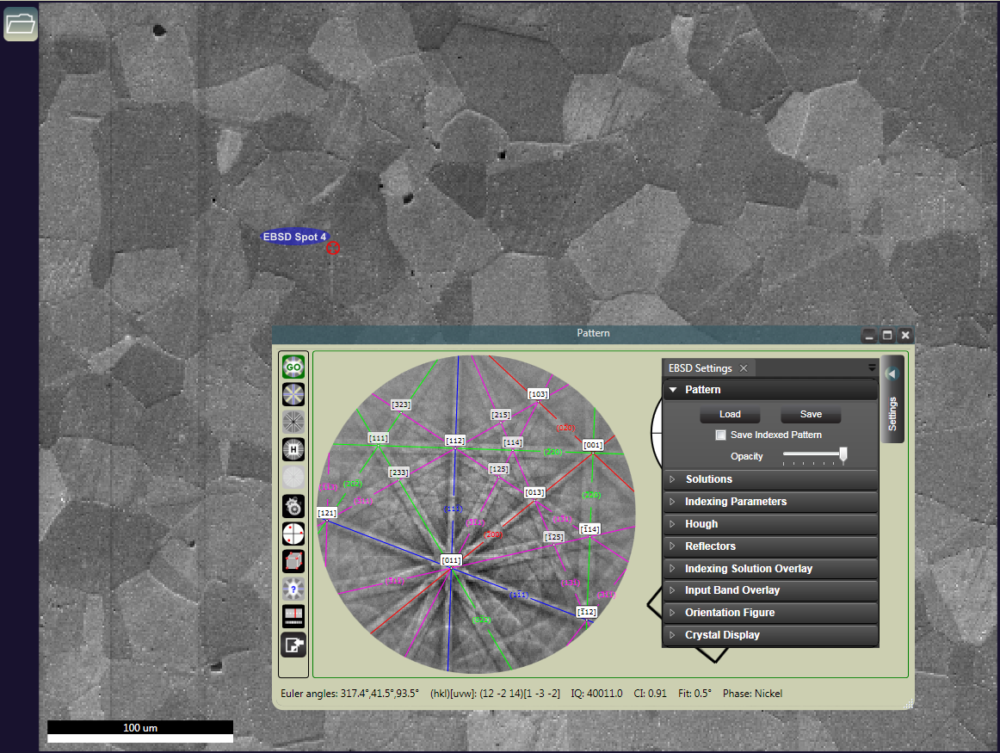 EBSD Spot 4
Pattern
GO
H
?
[103]
[323]
[215]
(020)
[111]
[112]
[114]
[001]
(220)
[233]
[125]
(202)
[013]
(220)
[121]
(200)
[1̅14]
[1̅25]
[011]
(022)
[1̅12]
EBSD Settings
Pattern
Load
Save
Save Indexed Pattern
Opacity
Solutions
Indexing Parameters
Hough
Reflectors
Indexing Solution Overlay
Input Band Overlay
Orientation Figure
Crystal Display
Settings
Euler angles: 317.4°,41.5°,93.5° (hkl)[uvw]: (12 -2 14)[1 -3 -2] IQ: 40011.0 CI: 0.91 Fit: 0.5° Phase: Nickel
100 um